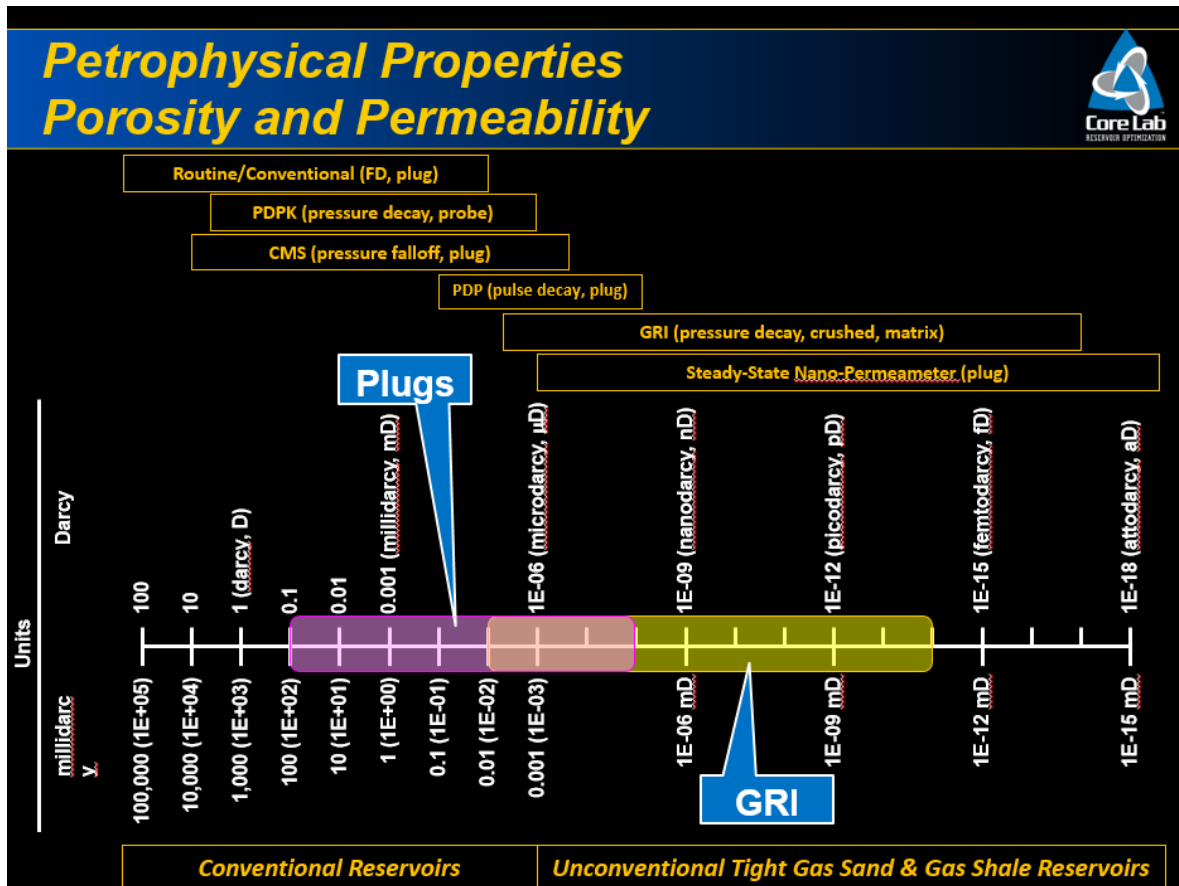 Petrophysical Properties
Porosity and Permeability
Core Lab
RESERVOIR OPTIMIZATION
Routine/Conventional (FD, plug)
PDPK (pressure decay, probe)
CMS (pressure falloff, plug)
PDP (pulse decay, plug)
GRI (pressure decay, crushed, matrix)
Steady-State Nano-Permeameter (plug)
Plugs
Units
Darcy
100
10
1 (darcy, D)
0.1
0.01
0.001 (millidarcy, mD)
1E-06 (microdarcy, µD)
1E-09 (nanodarcy, nD)
1E-12 (picodarcy, pD)
1E-15 (femtodarcy, fD)
1E-18 (attodarcy, aD)
millidarc
y.
100,000 (1E+05)
10,000 (1E+04)
1,000 (1E+03)
100 (1E+02)
10 (1E+01)
1 (1E+00)
0.1 (1E-01)
0.01 (1E-02)
0.001 (1E-03)
1E-06 mD
1E-09 mD
1E-12 mD
1E-15 mD
GRI
Conventional Reservoirs
Unconventional Tight Gas Sand & Gas Shale Reservoirs